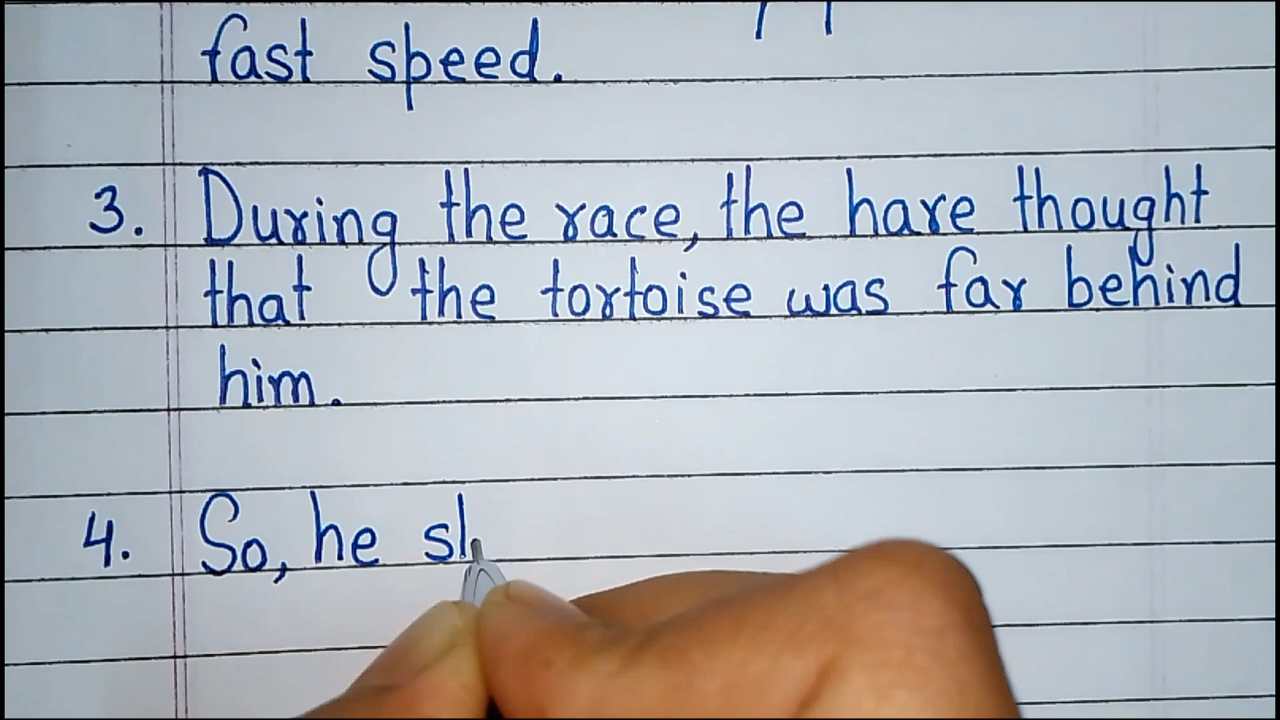 fast speed.
3. During the race, the hare thought
that the tortoise was far behind
him.
4. So, he sl